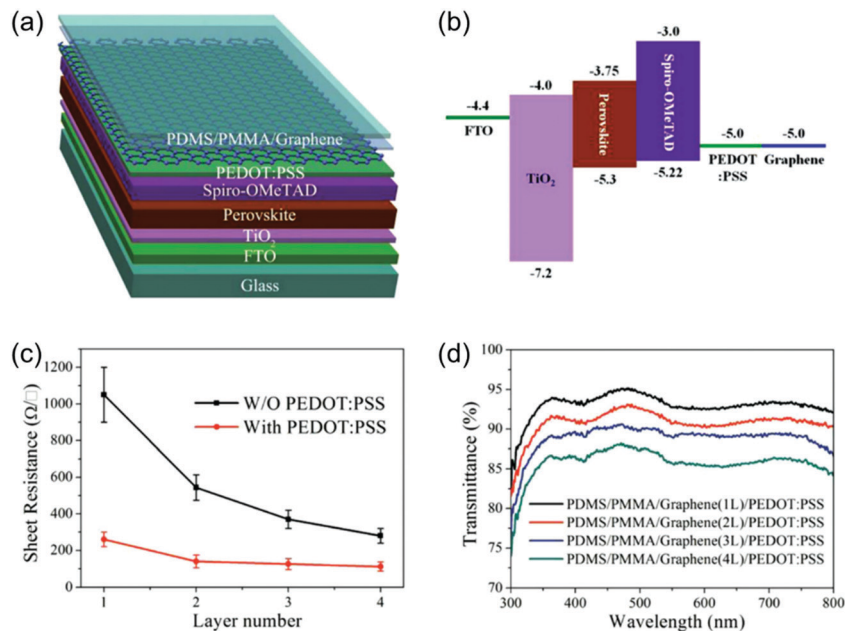 (a)
PDMS/PMMA/Graphene
PEDOT:PSS
Spiro-OMeTAD
Perovskite
TiO2
FTO
Glass
(b)
-4.4
FTO
-4.0
TiO2
-7.2
-3.75
Perovskite
-5.3
-3.0
Spiro-OMeTAD
-5.22
-5.0
PEDOT
:PSS
-5.0
Graphene
(c)
Sheet Resistance (Ω/□)
1200
1000
800
600
400
200
0
W/O PEDOT:PSS
With PEDOT:PSS
1 2 3 4
Layer number
(d)
Transmittance (%)
100
95
90
85
80
75
70
PDMS/PMMA/Graphene(1L)/PEDOT:PSS
PDMS/PMMA/Graphene(2L)/PEDOT:PSS
PDMS/PMMA/Graphene(3L)/PEDOT:PSS
PDMS/PMMA/Graphene(4L)/PEDOT:PSS
300 400 500 600 700 800
Wavelength (nm)